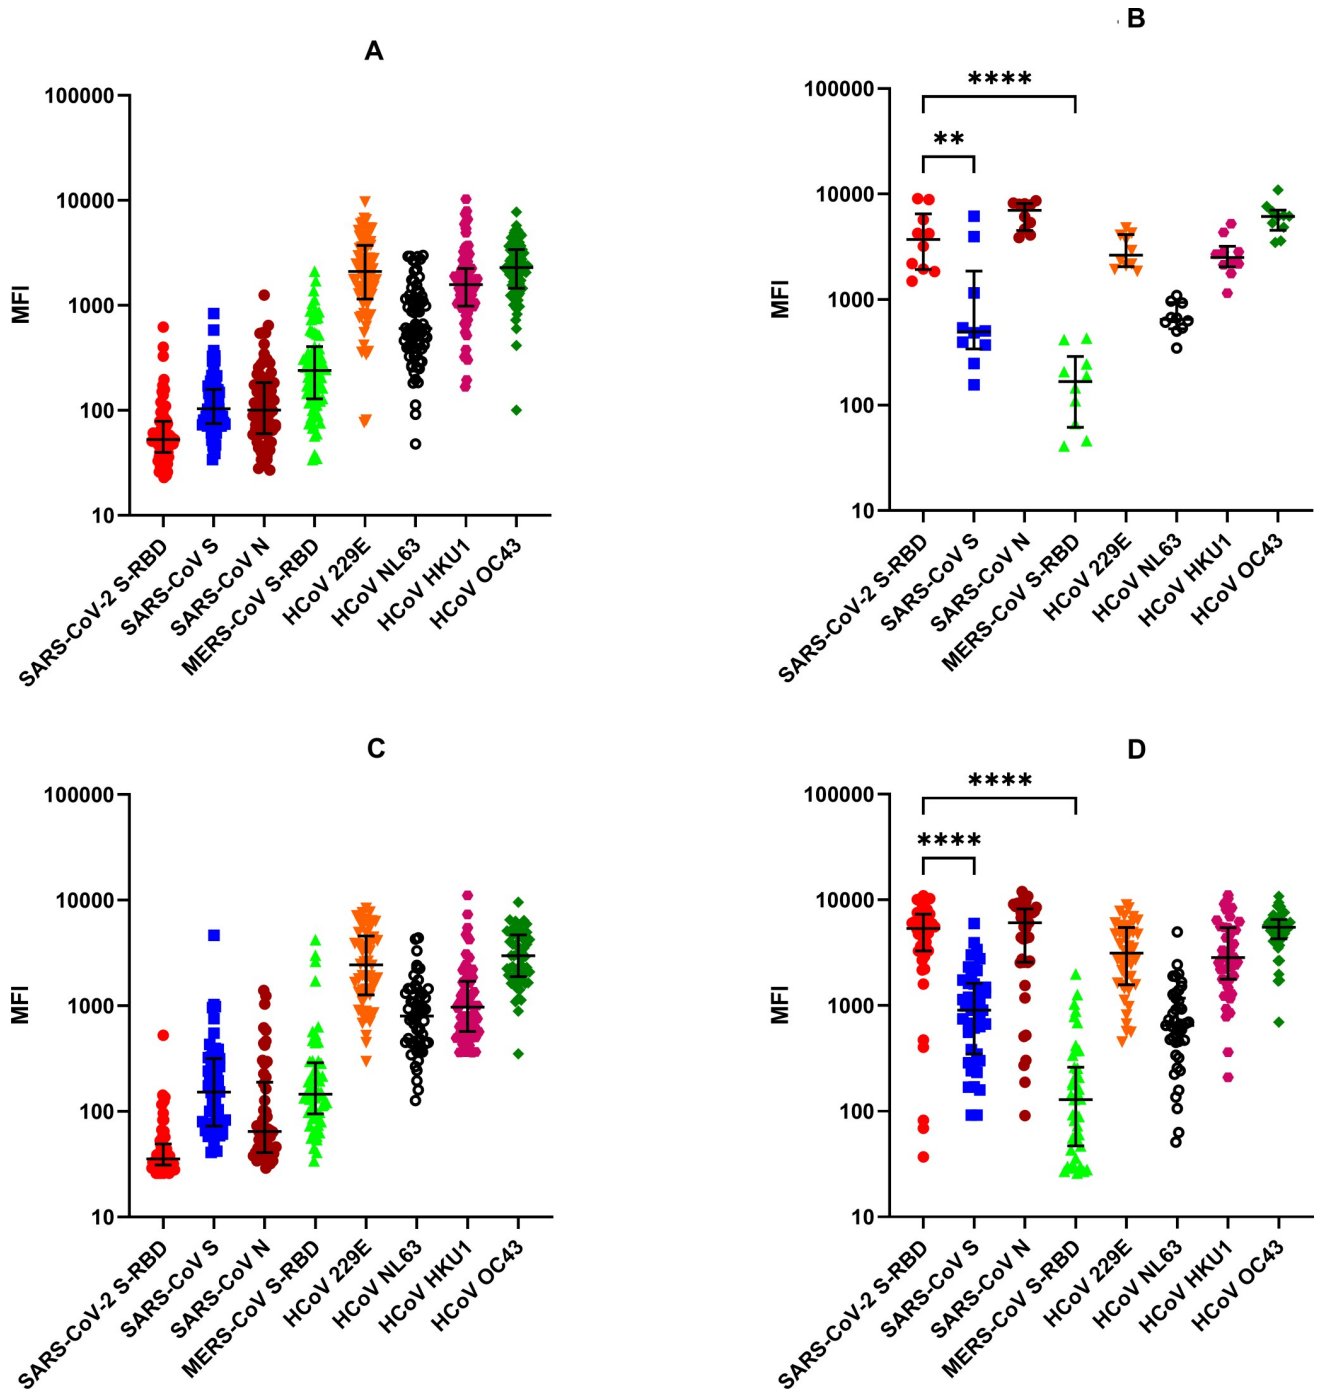 A
MFI
100000
10000
1000
100
10
SARS-CoV-2 S-RBD
SARS-CoV S
SARS-CoV N
MERS-CoV S-RBD
HCoV 229E
HCoV NL63
HCoV HKU1
HCoV OC43
B
MFI
100000
10000
1000
100
10
****
**
SARS-CoV-2 S-RBD
SARS-CoV S
SARS-CoV N
MERS-CoV S-RBD
HCoV 229E
HCoV NL63
HCoV HKU1
HCoV OC43
C
MFI
100000
10000
1000
100
10
SARS-CoV-2 S-RBD
SARS-CoV S
SARS-CoV N
MERS-CoV S-RBD
HCoV 229E
HCoV NL63
HCoV HKU1
HCoV OC43
D
MFI
100000
10000
1000
100
10
****
****
SARS-CoV-2 S-RBD
SARS-CoV S
SARS-CoV N
MERS-CoV S-RBD
HCoV 229E
HCoV NL63
HCoV HKU1
HCoV OC43